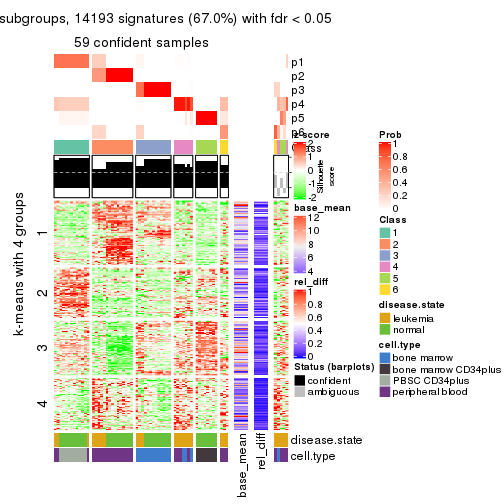 subgroups, 14193 signatures (67.0%) with fdr < 0.05
59 confident samples
p1
p2
p3
p4
p5
p6
Class
Silhouette
score
k-means with 4 groups
1
2
3
4
base_mean
rel_diff
disease.state
cell.type
z-score
2
-2
base_mean
12
10
8
6
4
rel_diff
1
0.8
0.6
0.4
0.2
0
Status (barplots)
confident
ambiguous
Prob
1
0.8
0.6
0.4
0.2
0
Class
1
2
3
4
5
6
disease.state
leukemia
normal
cell.type
bone marrow
bone marrow CD34plus
PBSC CD34plus
peripheral blood